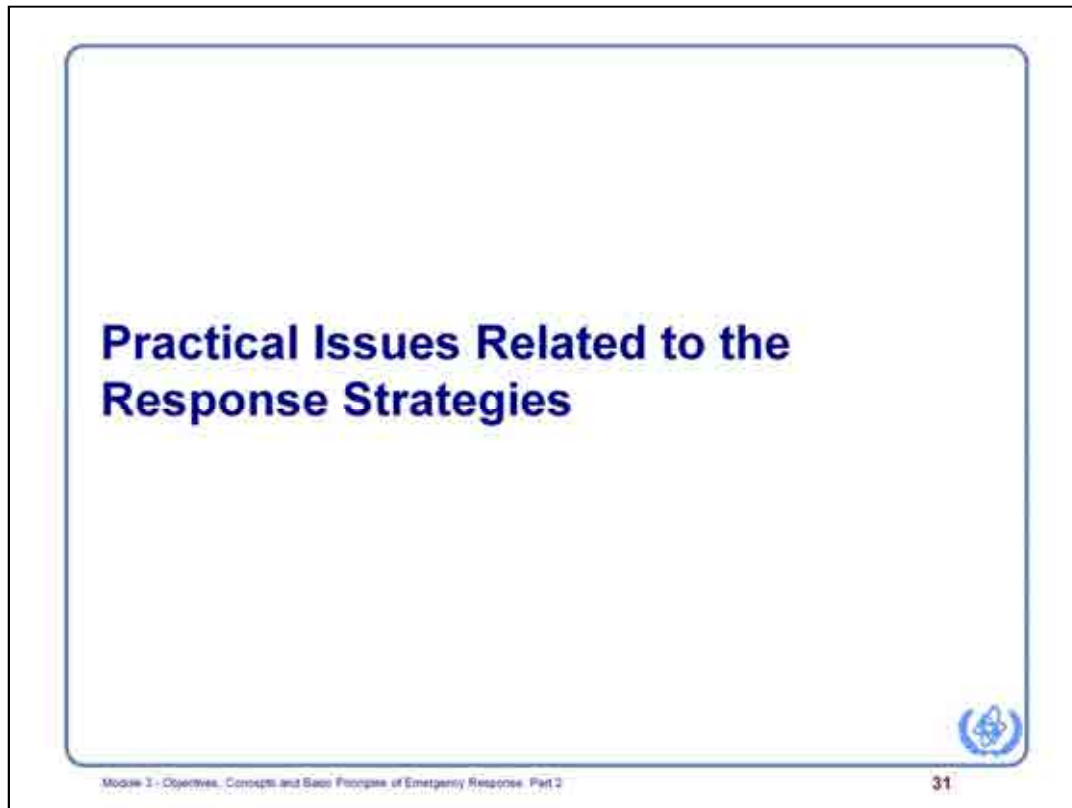 Practical Issues Related to the
Response Strategies
Module 3 - Objectives, Concepts and Basic Principles of Emergency Response. Part 2
31